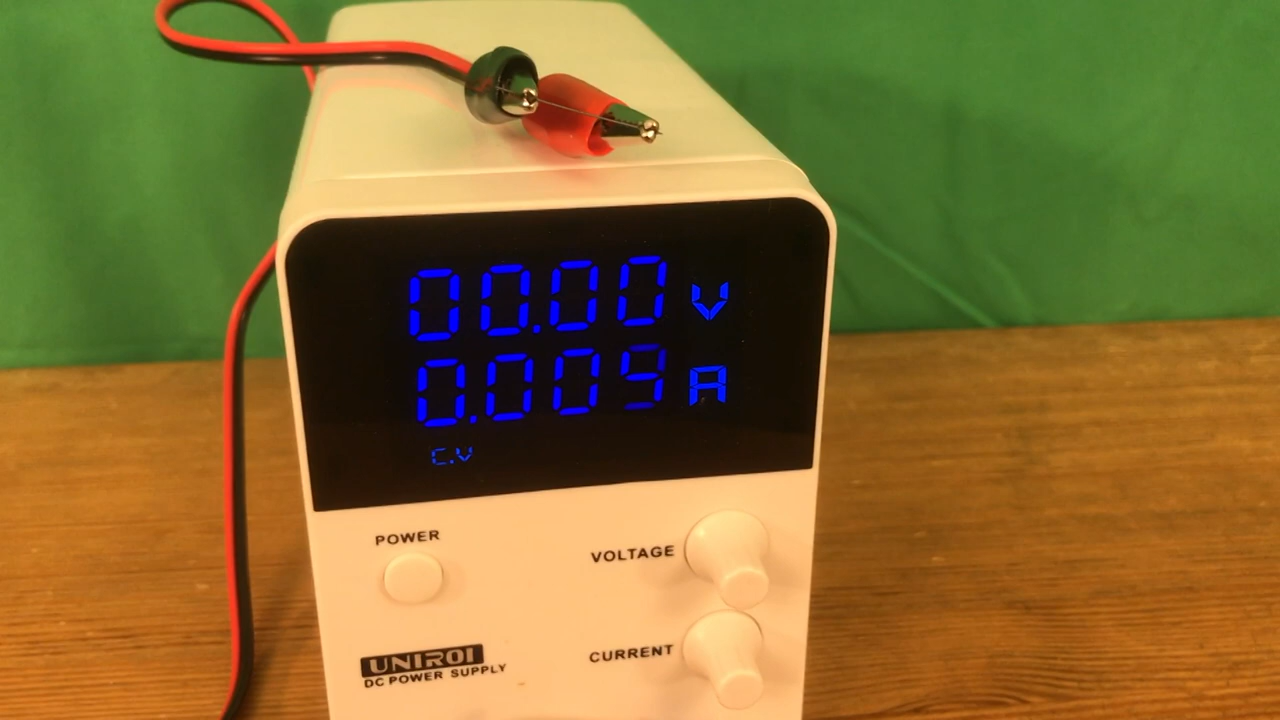 00.00 V
0.009 A
C.V
POWER
VOLTAGE
CURRENT
UNIROI
DC POWER SUPPLY